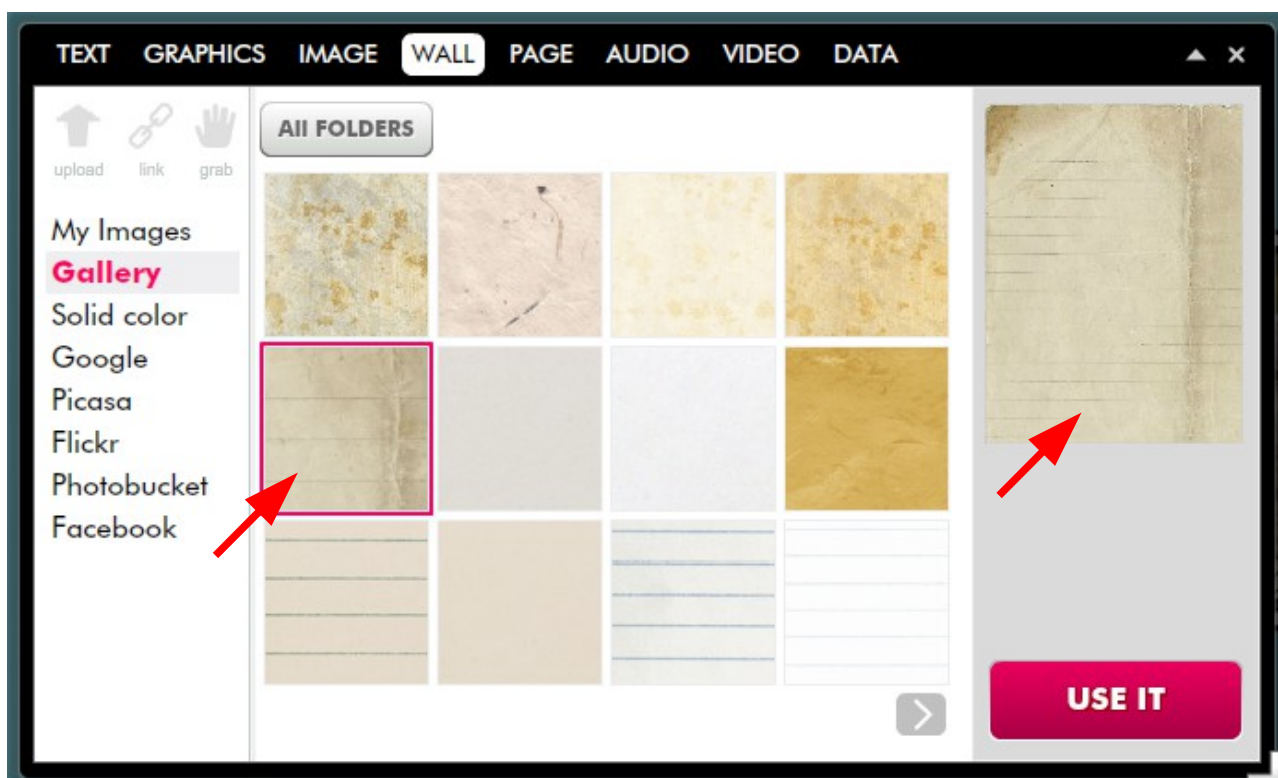 TEXT GRAPHICS IMAGE WALL PAGE AUDIO VIDEO DATA
upload link grab
All FOLDERS
My Images
Gallery
Solid color
Google
Picasa
Flickr
Photobucket
Facebook
USE IT